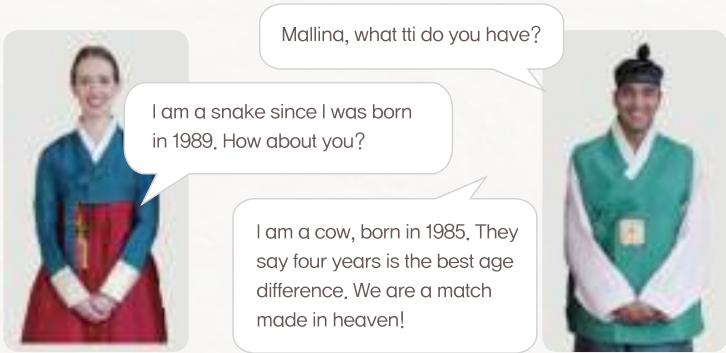 Mallina, what tti do you have?
I am a snake since I was born
in 1989. How about you?
I am a cow, born in 1985. They
say four years is the best age
difference. We are a match
made in heaven!